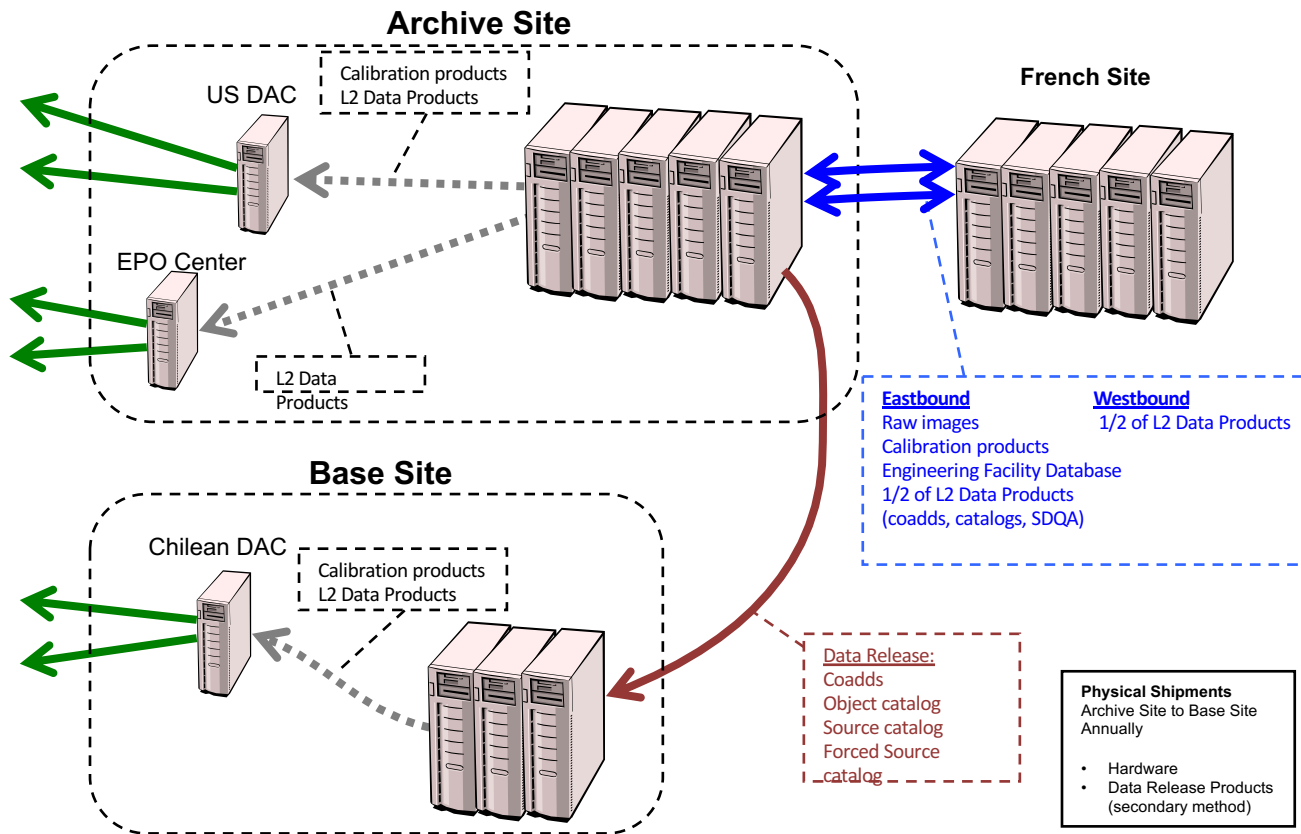 Archive Site
Calibration products
L2 Data Products
US DAC
French Site
EPO Center
L2 Data
Products
Eastbound
Raw images
Calibration products
Engineering Facility Database
1/2 of L2 Data Products
(coadds, catalogs, SDQA)
Westbound
1/2 of L2 Data Products
Base Site
Chilean DAC
Calibration products
L2 Data Products
Data Release:
Coadds
Object catalog
Source catalog
Forced Source
catalog
Physical Shipments
Archive Site to Base Site
Annually
• Hardware
• Data Release Products
(secondary method)